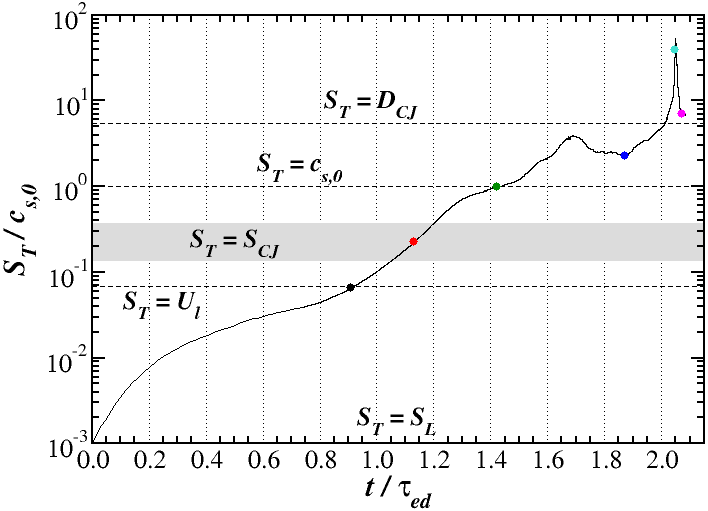 10^2
S_T = D_CJ
10^1
S_T = c_s,0
10^0
S_T / c_s,0
S_T = S_CJ
10^-1
S_T = U_l
10^-2
S_T = S_L
10^-3
0.0 0.2 0.4 0.6 0.8 1.0 1.2 1.4 1.6 1.8 2.0
t / τ_ed